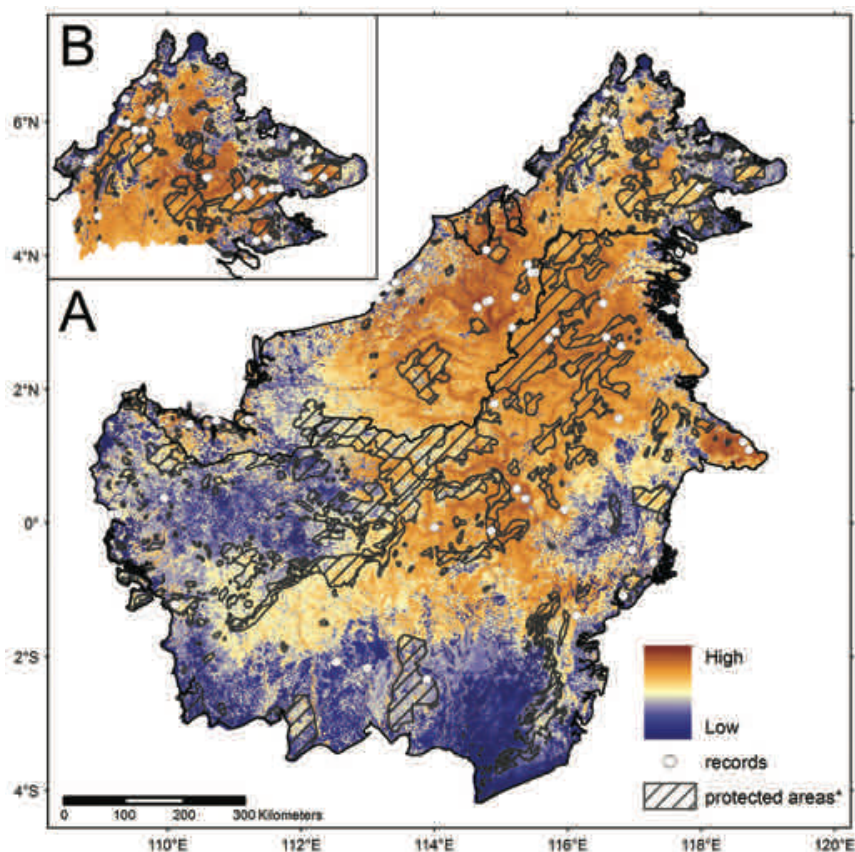 B
A
6°N
4°N
2°N
0°
2°S
4°S
High
Low
records
protected areas*
0 100 200 300 Kilometers
110°E 112°E 114°E 116°E 118°E 120°E